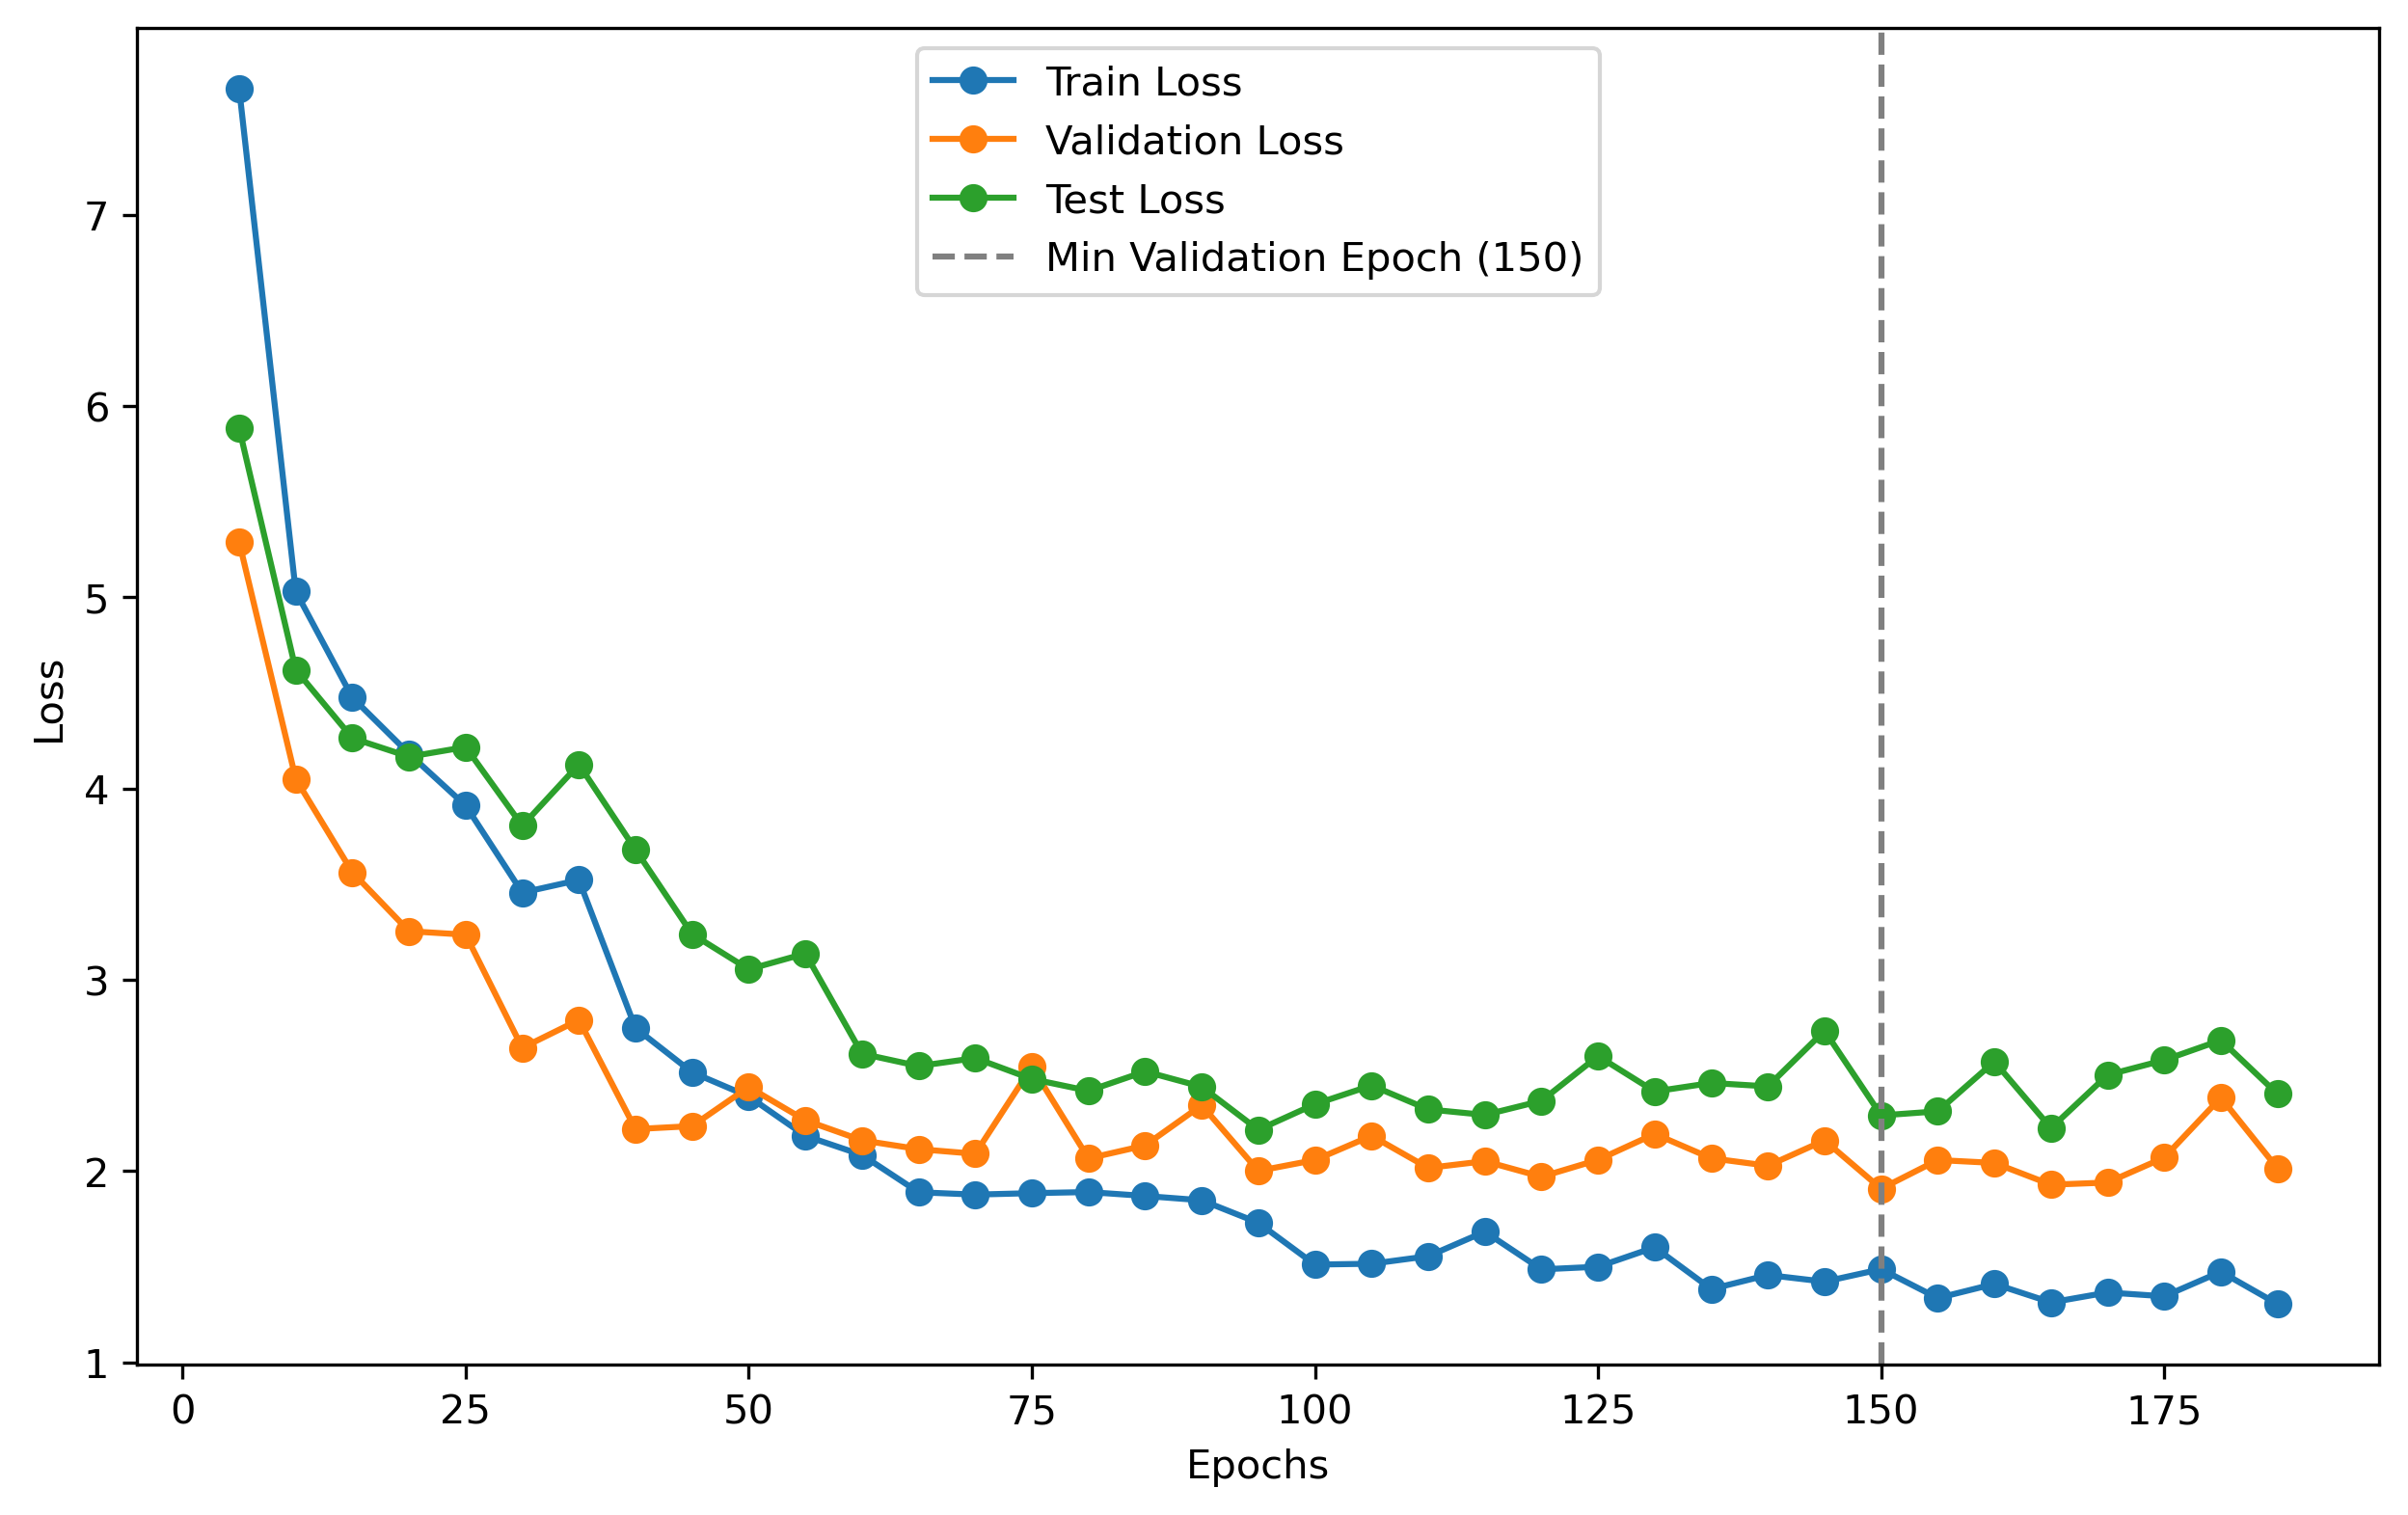 Train Loss
Validation Loss
Test Loss
Min Validation Epoch (150)
7
6
5
4
3
2
1
Loss
0 25 50 75 100 125 150 175
Epochs